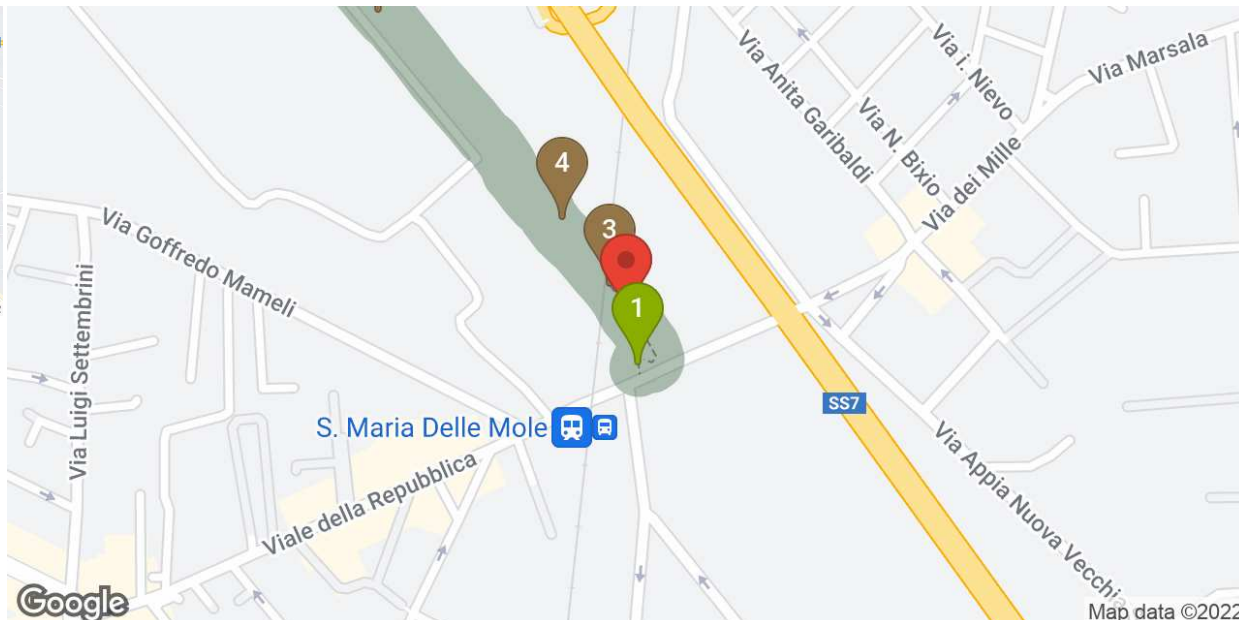 Via Anita Garibaldi
Via i. Nievo
Via Marsala
Via N. Bixio
Via dei Mille
4
3
Via Goffredo Mameli
1
Via Luigi Settembrini
S. Maria Delle Mole
SS7
Viale della Repubblica
Via Appia Nuova Vecchi
Google
Map data ©2022